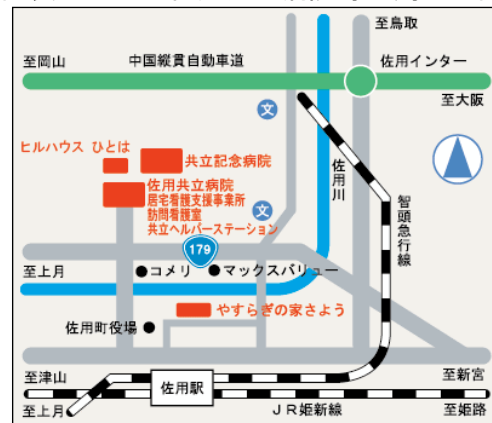 至鳥取
至岡山
中国縦貫自動車道
佐用インター
至大阪
文
ヒルハウス ひとは
共立記念病院
佐用川
智頭急行線
佐用共立病院
居宅看護支援事業所
訪問看護室
共立ヘルパーステーション
文
179
至上月
コメリ
マックスバリュー
やすらぎの家さよう
佐用町役場
至津山
佐用駅
至新宮
至上月
JR姫新線
至姫路